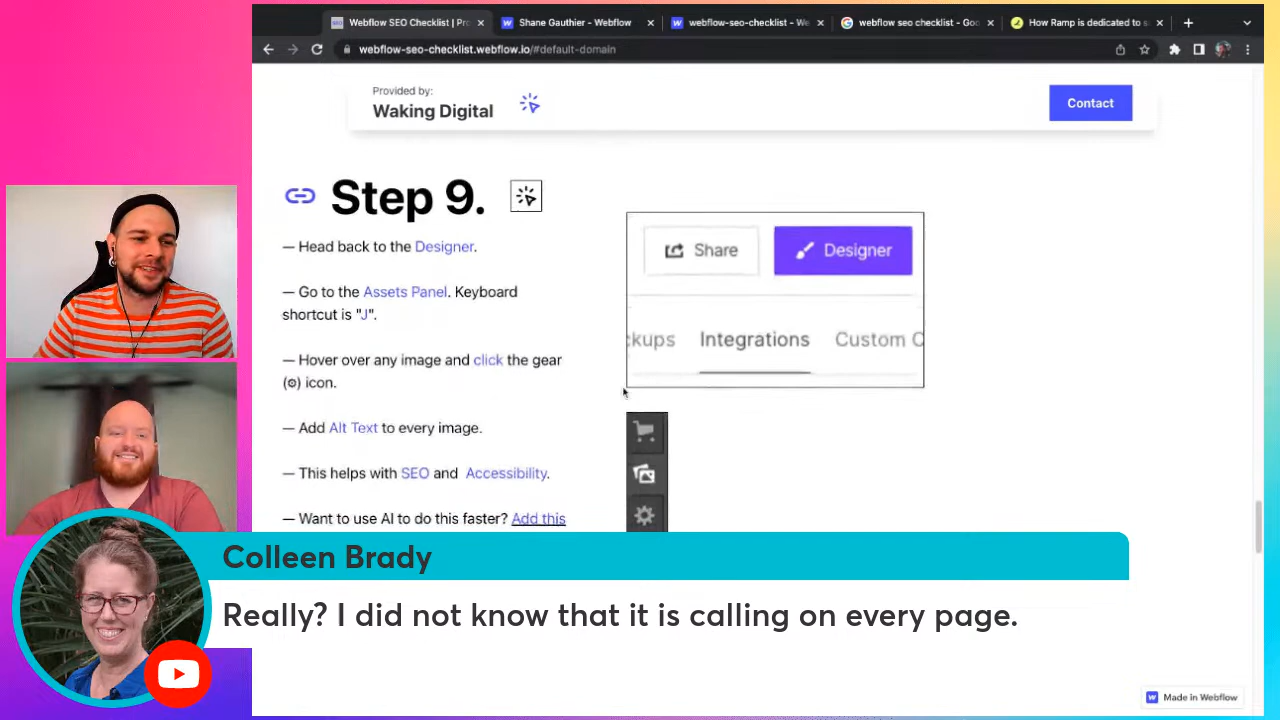 Webflow SEO Checklist | Pro
Shane Gauthier - Webflow
webflow-seo-checklist - We
webflow seo checklist - Goo
How Ramp is dedicated to s
webflow-seo-checklist.webflow.io/#default-domain
Provided by:
Waking Digital
Contact
Step 9.
— Head back to the Designer.
— Go to the Assets Panel. Keyboard
shortcut is "J".
— Hover over any image and click the gear
(⚙) icon.
— Add Alt Text to every image.
— This helps with SEO and Accessibility.
— Want to use AI to do this faster? Add this
Share
Designer
ckups
Integrations
Custom C
Colleen Brady
Really? I did not know that it is calling on every page.
Made in Webflow